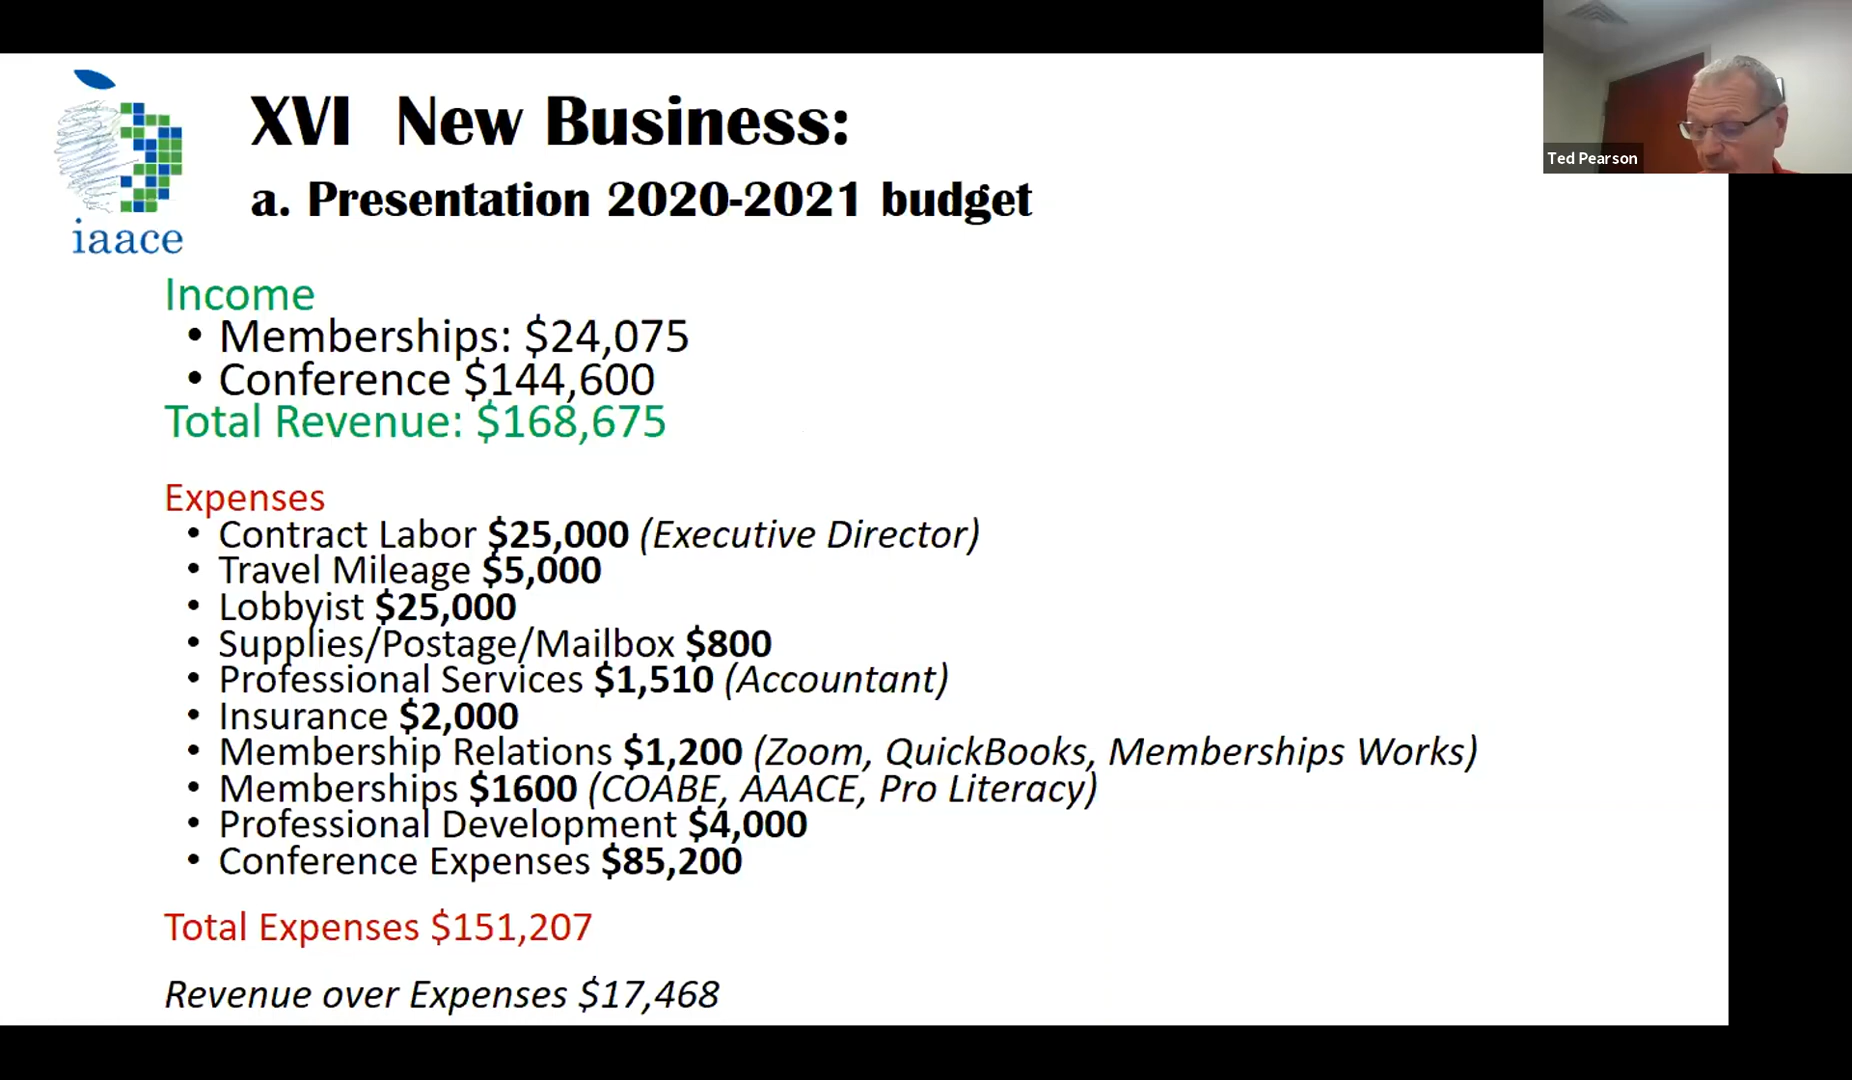 Ted Pearson
iaace
XVI New Business:
a. Presentation 2020-2021 budget
Income
• Memberships: $24,075
• Conference $144,600
Total Revenue: $168,675
Expenses
• Contract Labor $25,000 (Executive Director)
• Travel Mileage $5,000
• Lobbyist $25,000
• Supplies/Postage/Mailbox $800
• Professional Services $1,510 (Accountant)
• Insurance $2,000
• Membership Relations $1,200 (Zoom, QuickBooks, Memberships Works)
• Memberships $1600 (COABE, AAACE, Pro Literacy)
• Professional Development $4,000
• Conference Expenses $85,200
Total Expenses $151,207
Revenue over Expenses $17,468